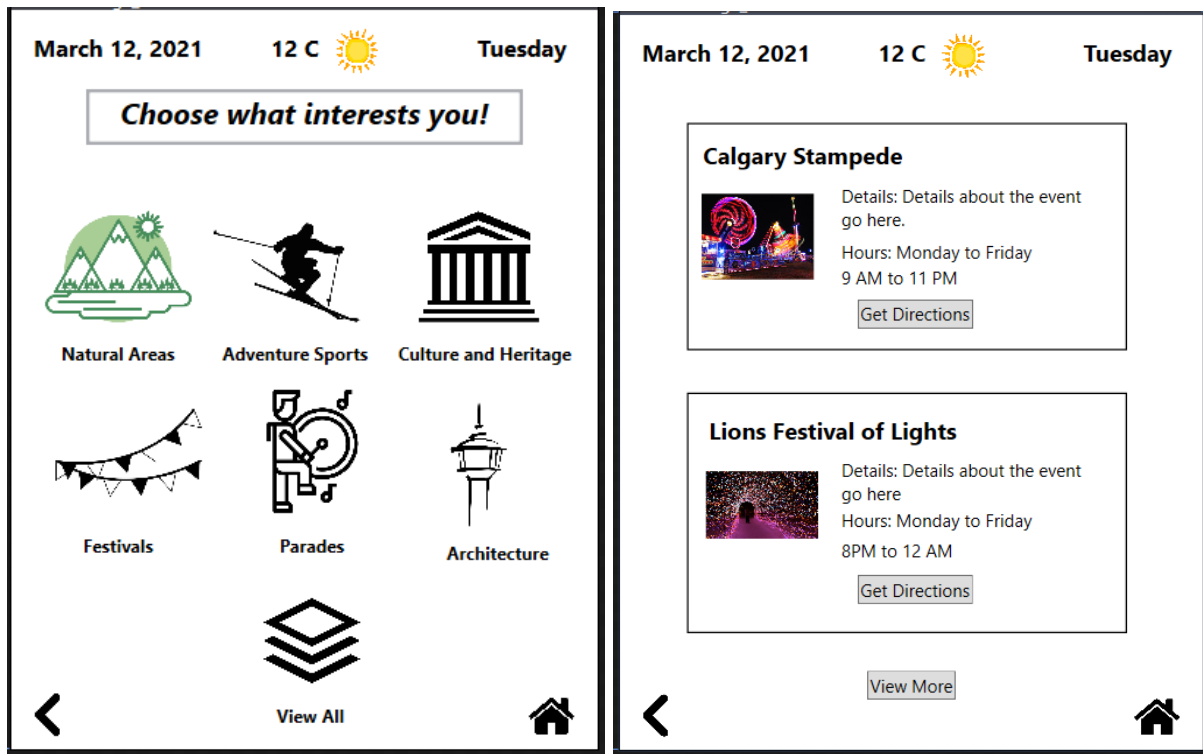 March 12, 2021 12 C Tuesday
Choose what interests you!
Natural Areas Adventure Sports Culture and Heritage
Festivals Parades Architecture
View All
March 12, 2021 12 C Tuesday
Calgary Stampede
Details: Details about the event
go here.
Hours: Monday to Friday
9 AM to 11 PM
Get Directions
Lions Festival of Lights
Details: Details about the event
go here
Hours: Monday to Friday
8PM to 12 AM
Get Directions
View More